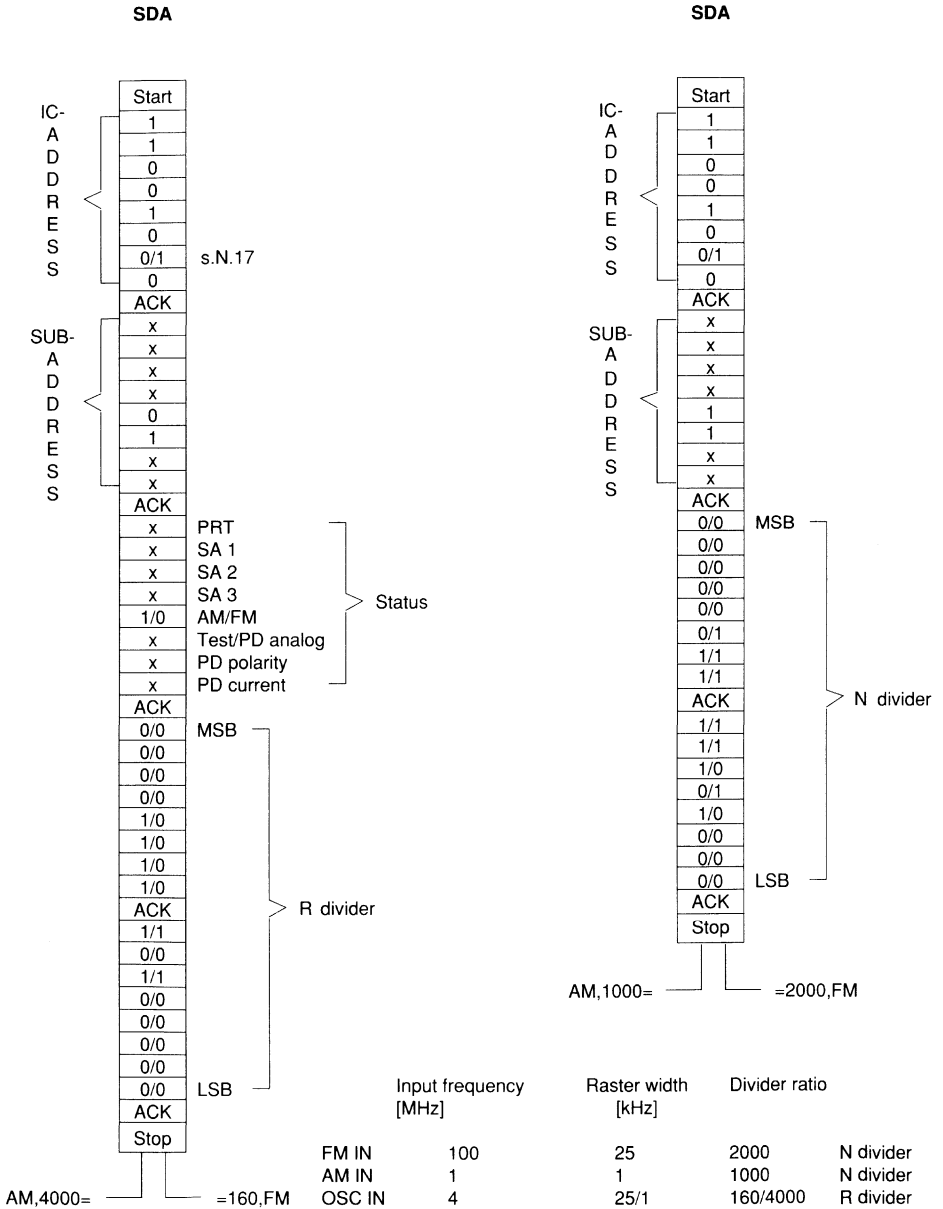 SDA
Start
IC-ADDRESS
1
1
0
0
1
0
0/1 s.N.17
0
ACK
SUB-ADDRESS
x
x
x
x
0
1
x
x
ACK
x PRT
x SA 1
x SA 2
x SA 3
1/0 AM/FM
x Test/PD analog
x PD polarity
x PD current
Status
ACK
0/0 MSB
0/0
0/0
0/0
1/0
1/0
1/0
1/0
ACK
R divider
1/1
0/0
1/1
0/0
0/0
0/0
0/0
0/0 LSB
ACK
Stop
AM,4000= =160,FM
SDA
Start
IC-ADDRESS
1
1
0
0
1
0
0/1
0
ACK
SUB-ADDRESS
x
x
x
x
1
1
x
x
ACK
0/0 MSB
0/0
0/0
0/0
0/0
0/1
1/1
1/1
ACK
N divider
1/1
1/1
1/0
0/1
1/0
0/0
0/0
0/0 LSB
ACK
Stop
AM,1000= =2000,FM
Input frequency Raster width Divider ratio
[MHz] [kHz]
FM IN 100 25 2000 N divider
AM IN 1 1 1000 N divider
OSC IN 4 25/1 160/4000 R divider